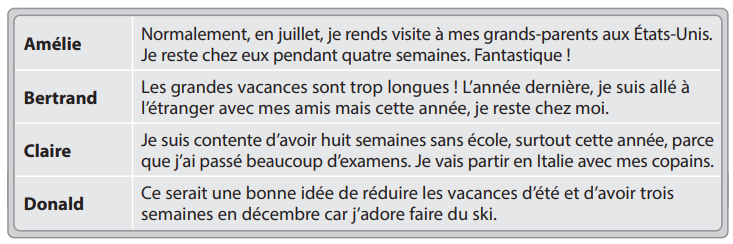 Amélie
Normalement, en juillet, je rends visite à mes grands-parents aux États-Unis.
Je reste chez eux pendant quatre semaines. Fantastique !
Bertrand
Les grandes vacances sont trop longues ! L’année dernière, je suis allé à
l’étranger avec mes amis mais cette année, je reste chez moi.
Claire
Je suis contente d’avoir huit semaines sans école, surtout cette année, parce
que j’ai passé beaucoup d’examens. Je vais partir en Italie avec mes copains.
Donald
Ce serait une bonne idée de réduire les vacances d’été et d’avoir trois
semaines en décembre car j’adore faire du ski.